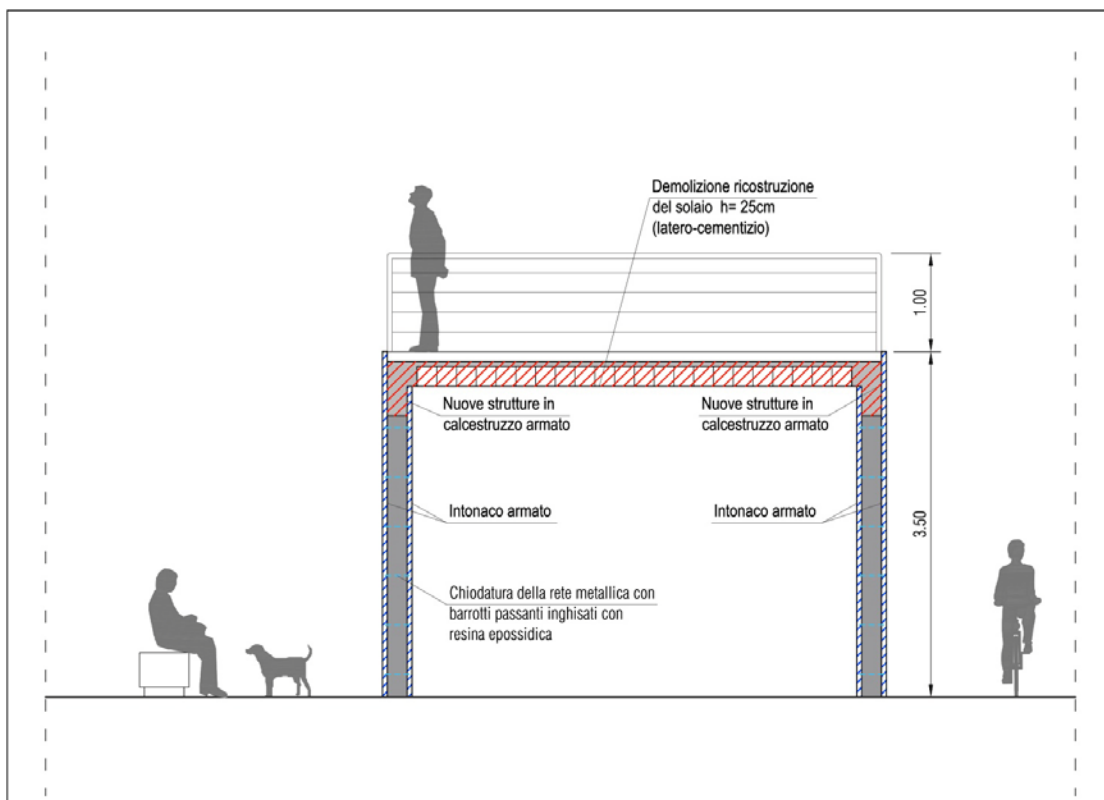 Demolizione ricostruzione
del solaio h= 25cm
(latero-cementizio)
1.00
Nuove strutture in
calcestruzzo armato
Nuove strutture in
calcestruzzo armato
Intonaco armato
Intonaco armato
3.50
Chiodatura della rete metallica con
barrotti passanti inghisati con
resina epossidica